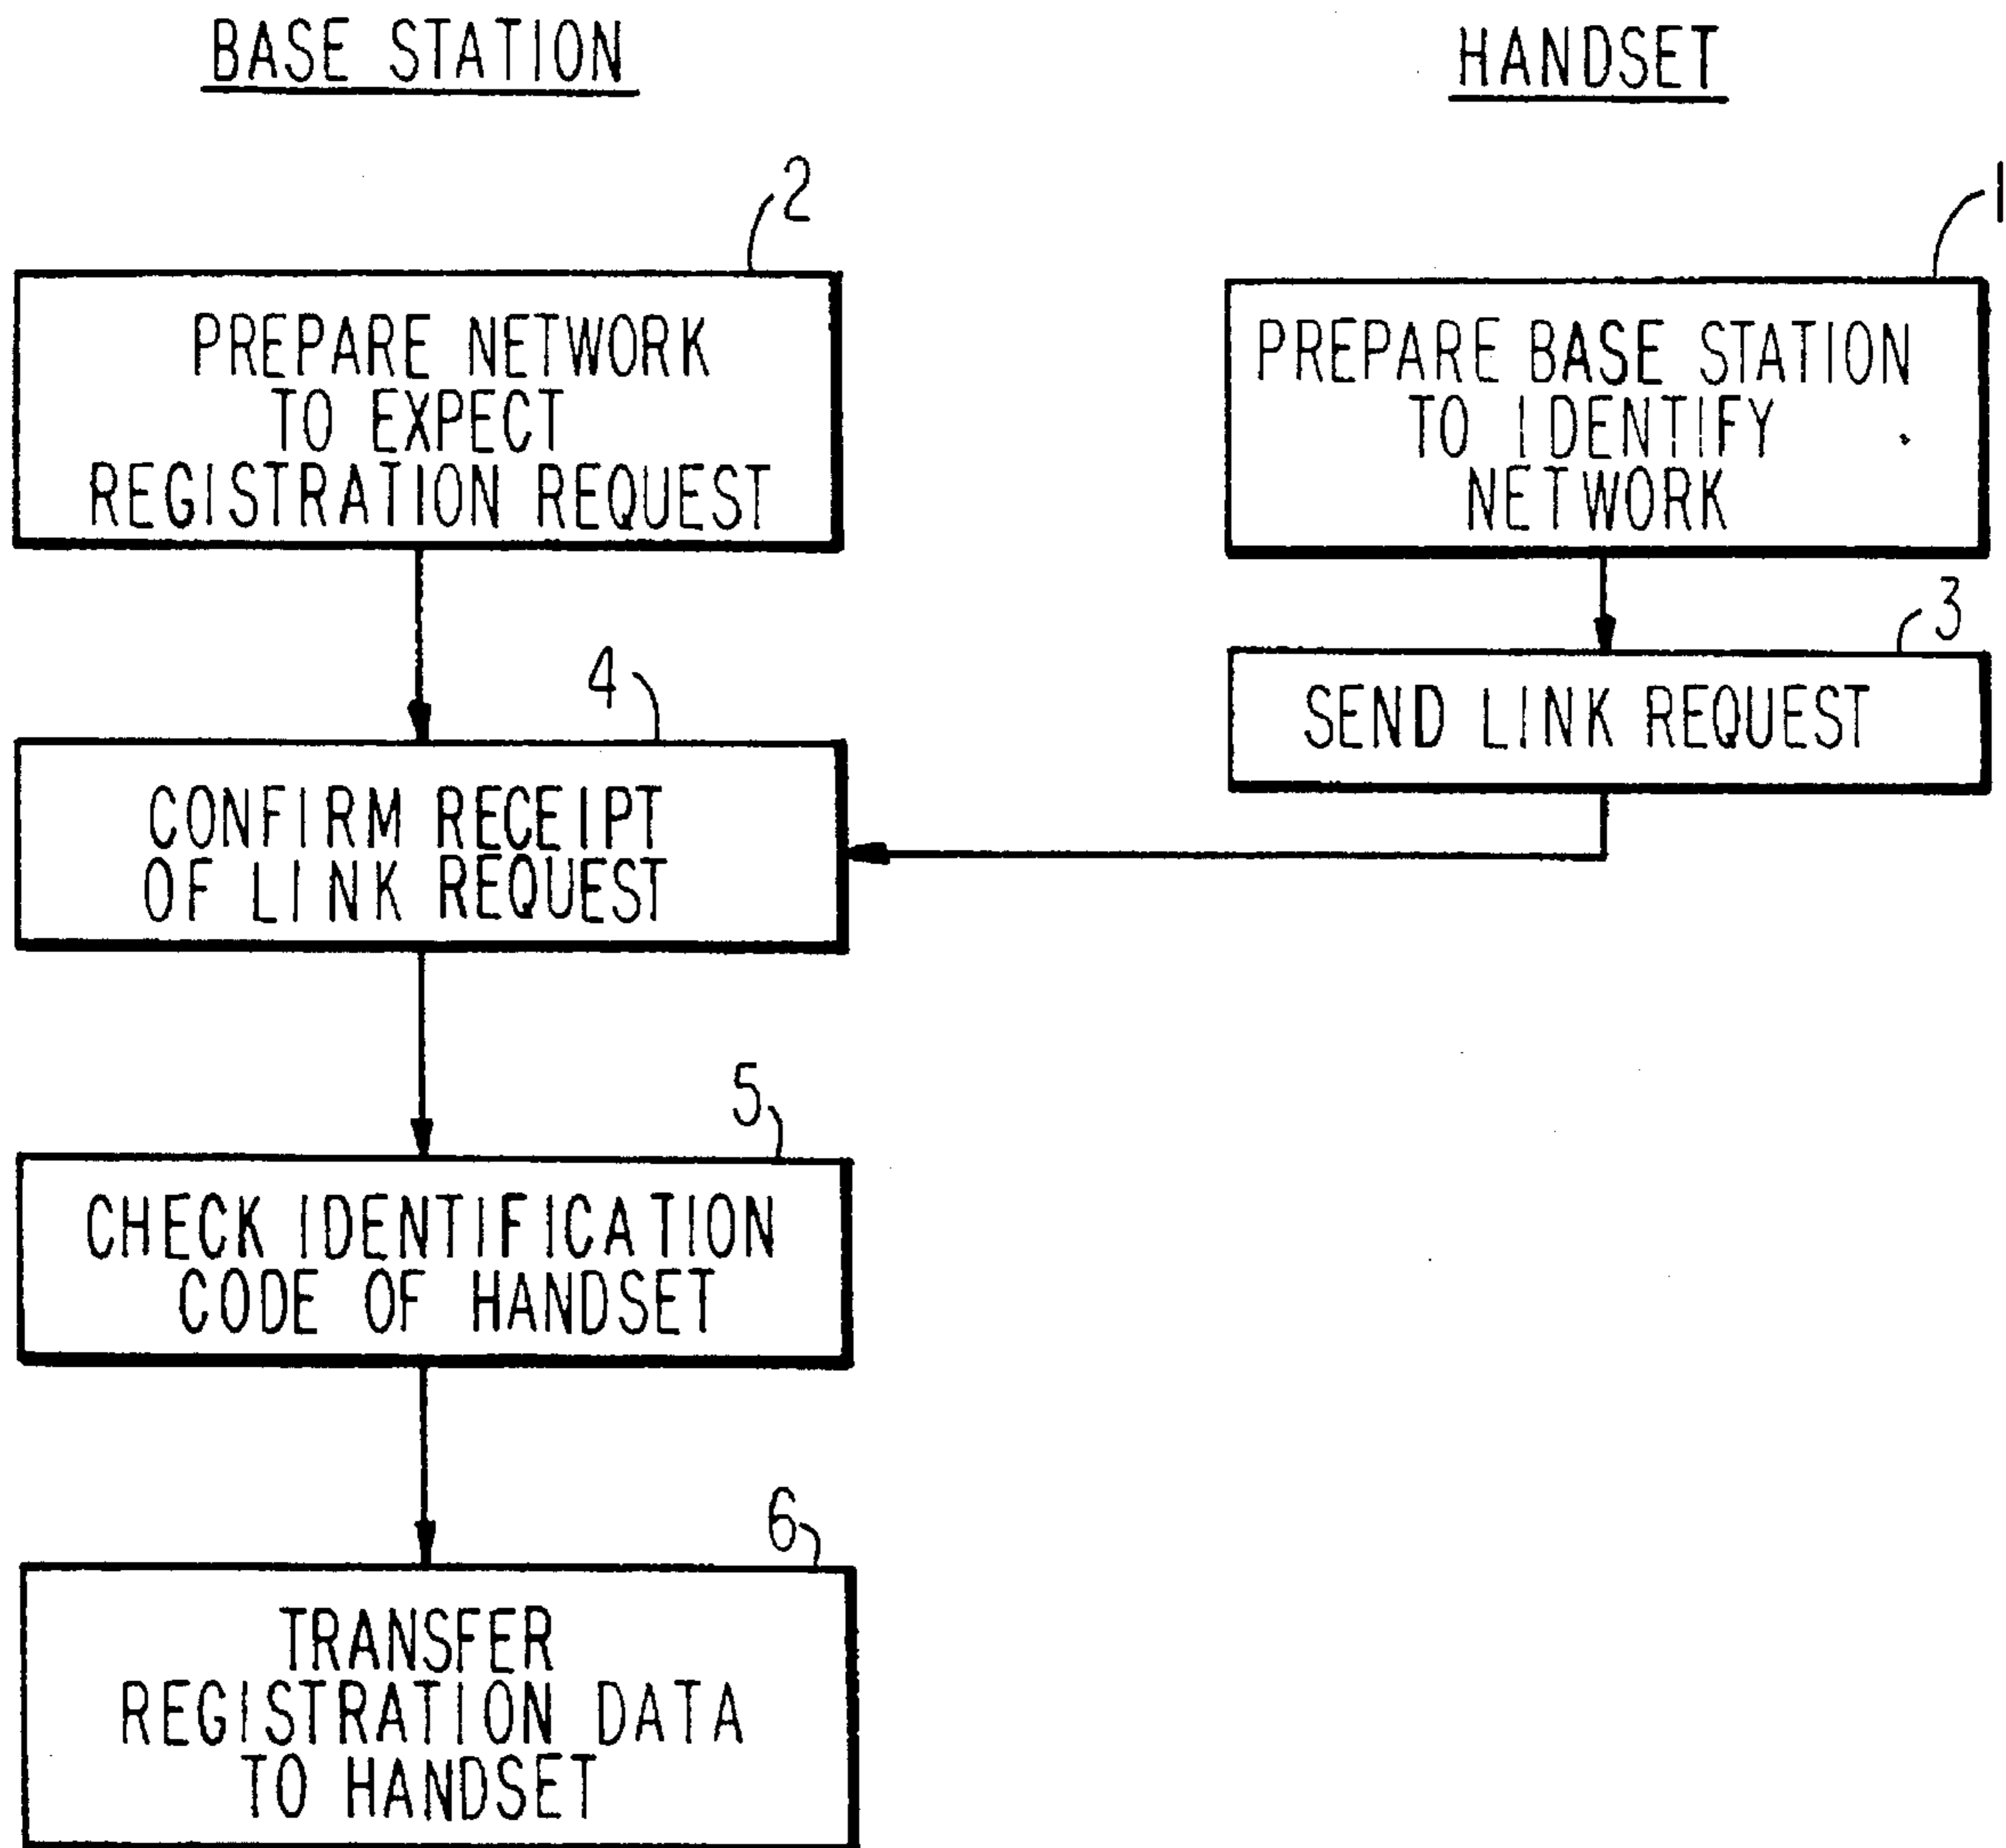 BASE STATION
HANDSET
2
1
PREPARE NETWORK
TO EXPECT
REGISTRATION REQUEST
PREPARE BASE STATION
TO IDENTIFY
NETWORK
3
SEND LINK REQUEST
4
CONFIRM RECEIPT
OF LINK REQUEST
5
CHECK IDENTIFICATION
CODE OF HANDSET
6
TRANSFER
REGISTRATION DATA
TO HANDSET